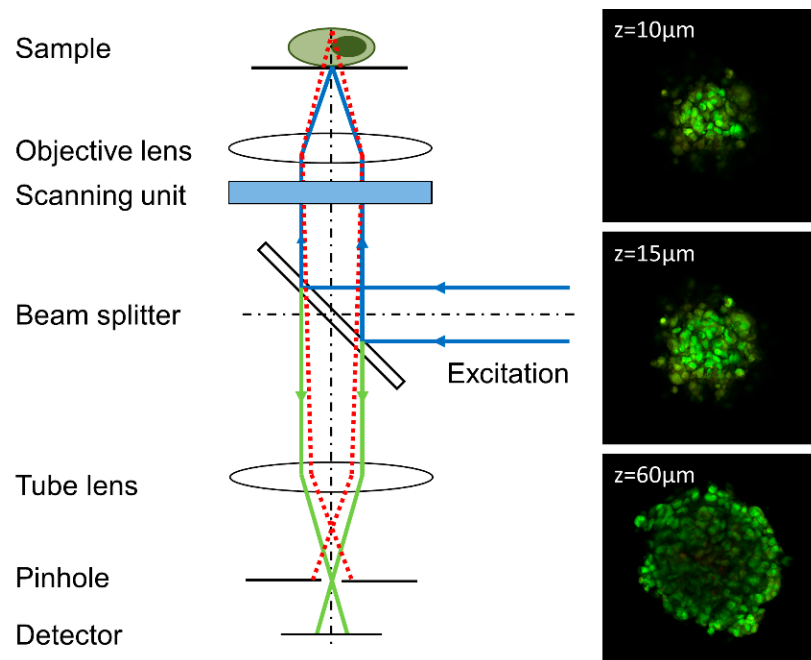 Sample
Objective lens
Scanning unit
Beam splitter
Excitation
Tube lens
Pinhole
Detector
z=10μm
z=15μm
z=60μm